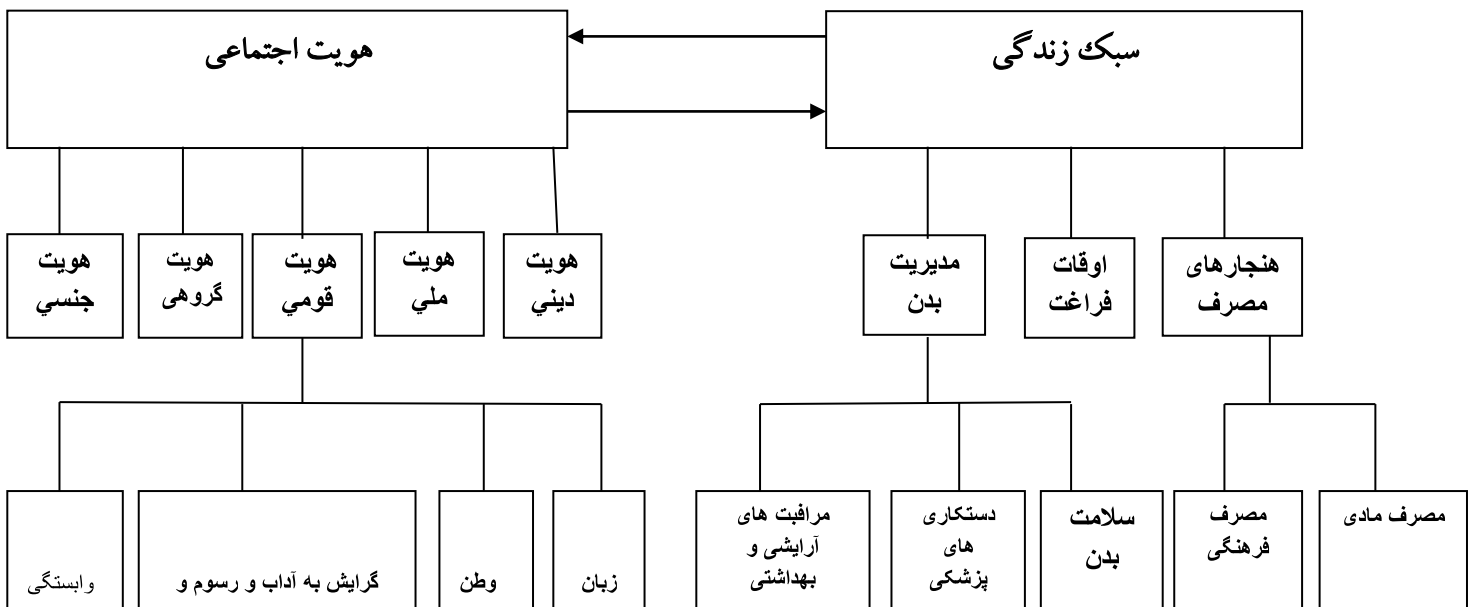 سبک زندگی
هویت اجتماعی
هنجارهای
مصرف
اوقات
فراغت
مدیریت
بدن
هویت
دیني
هویت
ملي
هویت
قومي
هویت
گروهی
هویت
جنسي
مصرف مادی
مصرف
فرهنگی
سلامت
بدن
دستکاری
های
پزشکی
مراقبت های
آرایشی و
بهداشتی
زبان
وطن
گرایش به آداب و رسوم و
وابستگی